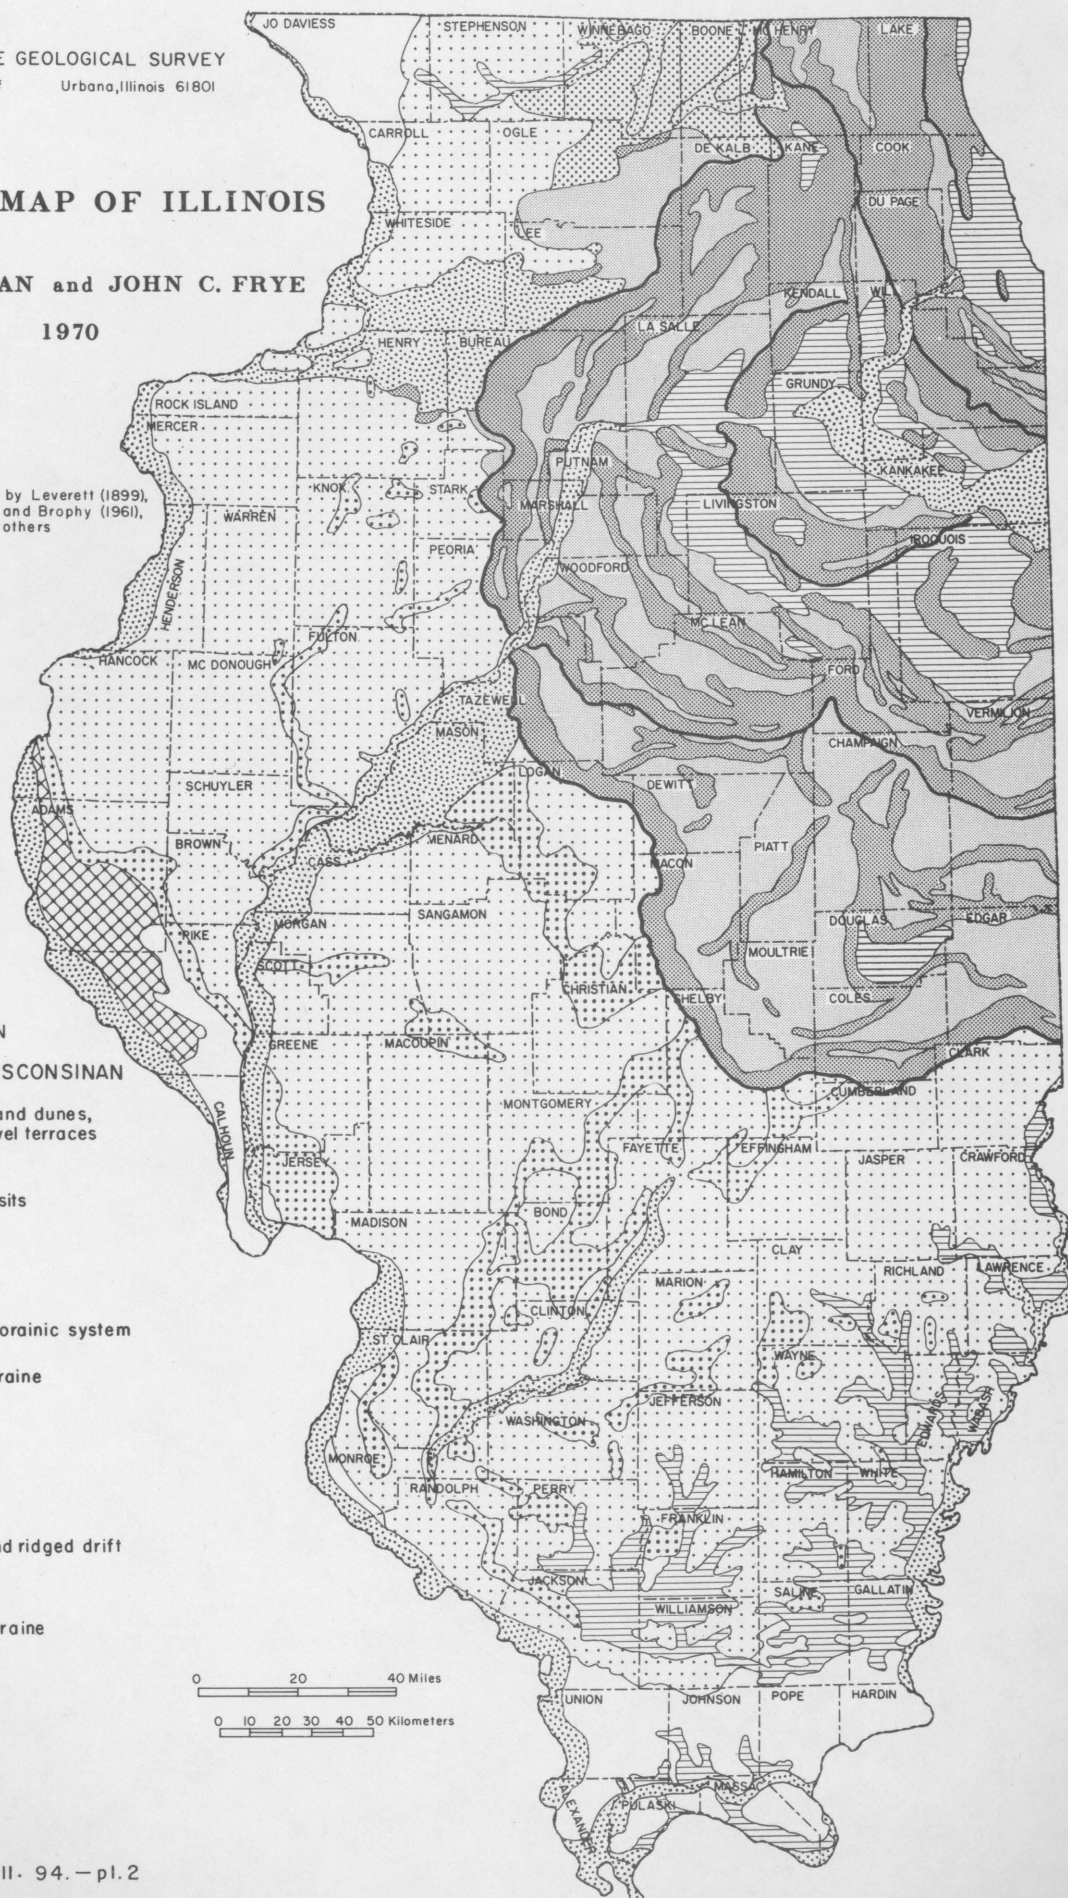 E GEOLOGICAL SURVEY
Urbana, Illinois 61801
MAP OF ILLINOIS
AN and JOHN C. FRYE
1970
by Leverett (1899),
and Brophy (1961),
others
N
SCONSINAN
and dunes,
vel terraces
sits
orainic system
raine
nd ridged drift
raine
JO DAVIESS
STEPHENSON
WINNEBAGO
BOONE
MC HENRY
LAKE
CARROLL
OGLE
DE KALB
KANE
COOK
DU PAGE
WHITESIDE
LEE
KENDALL
WILL
LA SALLE
HENRY
BUREAU
GRUNDY
ROCK ISLAND
MERCER
PUTNAM
KANKAKEE
KNOX
STARK
MARSHALL
LIVINGSTON
WARREN
PEORIA
IROQUOIS
HENDERSON
WOODFORD
MC LEAN
FULTON
HANCOCK
MC DONOUGH
FORD
TAZEWELL
VERMILION
MASON
CHAMPAIGN
LOGAN
SCHUYLER
DEWITT
ADAMS
BROWN
MENARD
PIATT
CASS
MACON
SANGAMON
MORGAN
DOUGLAS
EDGAR
PIKE
MOULTRIE
SCOTT
CHRISTIAN
SHELBY
COLES
GREENE
MACOUPIN
CLARK
CUMBERLAND
CALHOUN
MONTGOMERY
FAYETTE
EFFINGHAM
JASPER
CRAWFORD
JERSEY
BOND
MADISON
CLAY
RICHLAND
LAWRENCE
MARION
CLINTON
ST CLAIR
WAYNE
EDWARDS
WABASH
JEFFERSON
WASHINGTON
MONROE
HAMILTON
WHITE
RANDOLPH
PERRY
FRANKLIN
JACKSON
SALINE
GALLATIN
WILLIAMSON
0 20 40 Miles
UNION
JOHNSON
POPE
HARDIN
0 10 20 30 40 50 Kilometers
MASSAC
PULASKI
ALEXANDER
ll. 94.—pl. 2